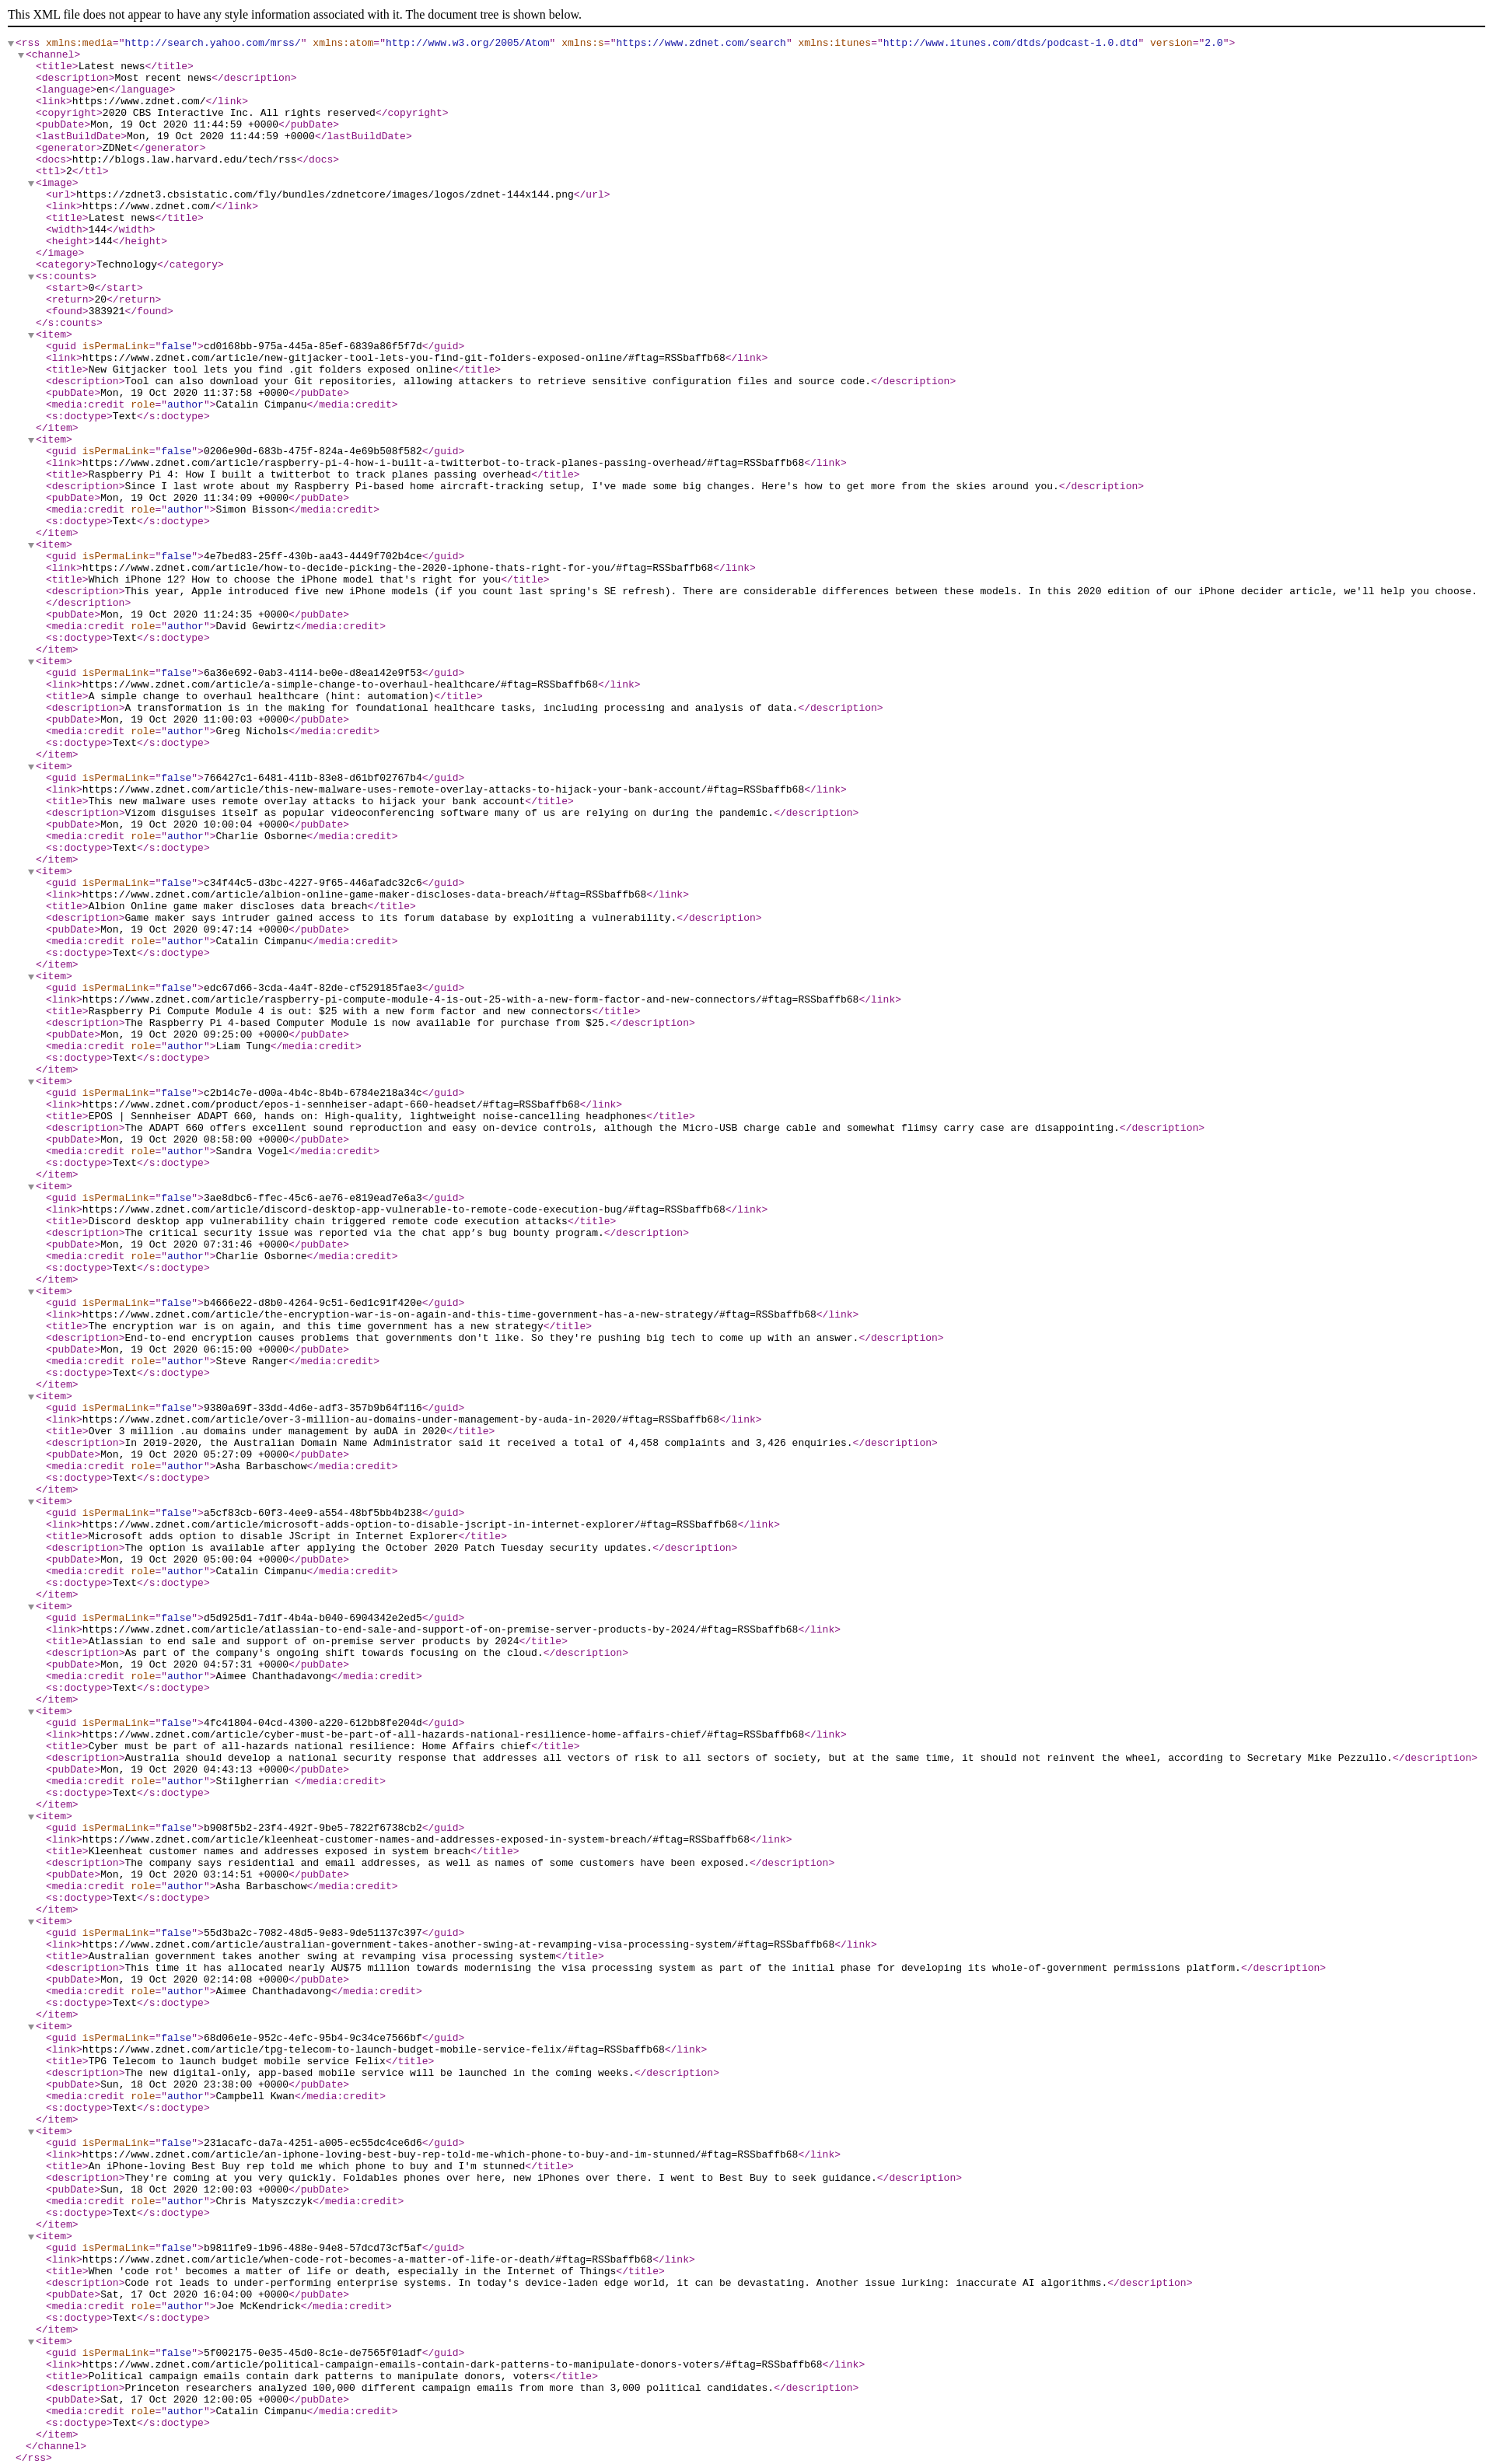 This XML file does not appear to have any style information associated with it. The document tree is shown below.
<rss xmlns:media="http://search.yahoo.com/mrss/" xmlns:atom="http://www.w3.org/2005/Atom" xmlns:s="https://www.zdnet.com/search" xmlns:itunes="http://www.itunes.com/dtds/podcast-1.0.dtd" version="2.0">
<channel>
<title>Latest news</title>
<description>Most recent news</description>
<language>en</language>
<link>https://www.zdnet.com/</link>
<copyright>2020 CBS Interactive Inc. All rights reserved</copyright>
<pubDate>Mon, 19 Oct 2020 11:44:59 +0000</pubDate>
<lastBuildDate>Mon, 19 Oct 2020 11:44:59 +0000</lastBuildDate>
<generator>ZDNet</generator>
<docs>http://blogs.law.harvard.edu/tech/rss</docs>
<ttl>2</ttl>
<image>
<url>https://zdnet3.cbsistatic.com/fly/bundles/zdnetcore/images/logos/zdnet-144x144.png</url>
<link>https://www.zdnet.com/</link>
<title>Latest news</title>
<width>144</width>
<height>144</height>
</image>
<category>Technology</category>
<s:counts>
<start>0</start>
<return>20</return>
<found>383921</found>
</s:counts>
<item>
<guid isPermaLink="false">cd0168bb-975a-445a-85ef-6839a86f5f7d</guid>
<link>https://www.zdnet.com/article/new-gitjacker-tool-lets-you-find-git-folders-exposed-online/#ftag=RSSbaffb68</link>
<title>New Gitjacker tool lets you find .git folders exposed online</title>
<description>Tool can also download your Git repositories, allowing attackers to retrieve sensitive configuration files and source code.</description>
<pubDate>Mon, 19 Oct 2020 11:37:58 +0000</pubDate>
<media:credit role="author">Catalin Cimpanu</media:credit>
<s:doctype>Text</s:doctype>
</item>
<item>
<guid isPermaLink="false">0206e90d-683b-475f-824a-4e69b508f582</guid>
<link>https://www.zdnet.com/article/raspberry-pi-4-how-i-built-a-twitterbot-to-track-planes-passing-overhead/#ftag=RSSbaffb68</link>
<title>Raspberry Pi 4: How I built a twitterbot to track planes passing overhead</title>
<description>Since I last wrote about my Raspberry Pi-based home aircraft-tracking setup, I've made some big changes. Here's how to get more from the skies around you.</description>
<pubDate>Mon, 19 Oct 2020 11:34:09 +0000</pubDate>
<media:credit role="author">Simon Bisson</media:credit>
<s:doctype>Text</s:doctype>
</item>
<item>
<guid isPermaLink="false">4e7bed83-25ff-430b-aa43-4449f702b4ce</guid>
<link>https://www.zdnet.com/article/how-to-decide-picking-the-2020-iphone-thats-right-for-you/#ftag=RSSbaffb68</link>
<title>Which iPhone 12? How to choose the iPhone model that's right for you</title>
<description>This year, Apple introduced five new iPhone models (if you count last spring's SE refresh). There are considerable differences between these models. In this 2020 edition of our iPhone decider article, we'll help you choose.
</description>
<pubDate>Mon, 19 Oct 2020 11:24:35 +0000</pubDate>
<media:credit role="author">David Gewirtz</media:credit>
<s:doctype>Text</s:doctype>
</item>
<item>
<guid isPermaLink="false">6a36e692-0ab3-4114-be0e-d8ea142e9f53</guid>
<link>https://www.zdnet.com/article/a-simple-change-to-overhaul-healthcare/#ftag=RSSbaffb68</link>
<title>A simple change to overhaul healthcare (hint: automation)</title>
<description>A transformation is in the making for foundational healthcare tasks, including processing and analysis of data.</description>
<pubDate>Mon, 19 Oct 2020 11:00:03 +0000</pubDate>
<media:credit role="author">Greg Nichols</media:credit>
<s:doctype>Text</s:doctype>
</item>
<item>
<guid isPermaLink="false">766427c1-6481-411b-83e8-d61bf02767b4</guid>
<link>https://www.zdnet.com/article/this-new-malware-uses-remote-overlay-attacks-to-hijack-your-bank-account/#ftag=RSSbaffb68</link>
<title>This new malware uses remote overlay attacks to hijack your bank account</title>
<description>Vizom disguises itself as popular videoconferencing software many of us are relying on during the pandemic.</description>
<pubDate>Mon, 19 Oct 2020 10:00:04 +0000</pubDate>
<media:credit role="author">Charlie Osborne</media:credit>
<s:doctype>Text</s:doctype>
</item>
<item>
<guid isPermaLink="false">c34f44c5-d3bc-4227-9f65-446afadc32c6</guid>
<link>https://www.zdnet.com/article/albion-online-game-maker-discloses-data-breach/#ftag=RSSbaffb68</link>
<title>Albion Online game maker discloses data breach</title>
<description>Game maker says intruder gained access to its forum database by exploiting a vulnerability.</description>
<pubDate>Mon, 19 Oct 2020 09:47:14 +0000</pubDate>
<media:credit role="author">Catalin Cimpanu</media:credit>
<s:doctype>Text</s:doctype>
</item>
<item>
<guid isPermaLink="false">edc67d66-3cda-4a4f-82de-cf529185fae3</guid>
<link>https://www.zdnet.com/article/raspberry-pi-compute-module-4-is-out-25-with-a-new-form-factor-and-new-connectors/#ftag=RSSbaffb68</link>
<title>Raspberry Pi Compute Module 4 is out: $25 with a new form factor and new connectors</title>
<description>The Raspberry Pi 4-based Computer Module is now available for purchase from $25.</description>
<pubDate>Mon, 19 Oct 2020 09:25:00 +0000</pubDate>
<media:credit role="author">Liam Tung</media:credit>
<s:doctype>Text</s:doctype>
</item>
<item>
<guid isPermaLink="false">c2b14c7e-d00a-4b4c-8b4b-6784e218a34c</guid>
<link>https://www.zdnet.com/product/epos-i-sennheiser-adapt-660-headset/#ftag=RSSbaffb68</link>
<title>EPOS | Sennheiser ADAPT 660, hands on: High-quality, lightweight noise-cancelling headphones</title>
<description>The ADAPT 660 offers excellent sound reproduction and easy on-device controls, although the Micro-USB charge cable and somewhat flimsy carry case are disappointing.</description>
<pubDate>Mon, 19 Oct 2020 08:58:00 +0000</pubDate>
<media:credit role="author">Sandra Vogel</media:credit>
<s:doctype>Text</s:doctype>
</item>
<item>
<guid isPermaLink="false">3ae8dbc6-ffec-45c6-ae76-e819ead7e6a3</guid>
<link>https://www.zdnet.com/article/discord-desktop-app-vulnerable-to-remote-code-execution-bug/#ftag=RSSbaffb68</link>
<title>Discord desktop app vulnerability chain triggered remote code execution attacks</title>
<description>The critical security issue was reported via the chat app’s bug bounty program.</description>
<pubDate>Mon, 19 Oct 2020 07:31:46 +0000</pubDate>
<media:credit role="author">Charlie Osborne</media:credit>
<s:doctype>Text</s:doctype>
</item>
<item>
<guid isPermaLink="false">b4666e22-d8b0-4264-9c51-6ed1c91f420e</guid>
<link>https://www.zdnet.com/article/the-encryption-war-is-on-again-and-this-time-government-has-a-new-strategy/#ftag=RSSbaffb68</link>
<title>The encryption war is on again, and this time government has a new strategy</title>
<description>End-to-end encryption causes problems that governments don't like. So they're pushing big tech to come up with an answer.</description>
<pubDate>Mon, 19 Oct 2020 06:15:00 +0000</pubDate>
<media:credit role="author">Steve Ranger</media:credit>
<s:doctype>Text</s:doctype>
</item>
<item>
<guid isPermaLink="false">9380a69f-33dd-4d6e-adf3-357b9b64f116</guid>
<link>https://www.zdnet.com/article/over-3-million-au-domains-under-management-by-auda-in-2020/#ftag=RSSbaffb68</link>
<title>Over 3 million .au domains under management by auDA in 2020</title>
<description>In 2019-2020, the Australian Domain Name Administrator said it received a total of 4,458 complaints and 3,426 enquiries.</description>
<pubDate>Mon, 19 Oct 2020 05:27:09 +0000</pubDate>
<media:credit role="author">Asha Barbaschow</media:credit>
<s:doctype>Text</s:doctype>
</item>
<item>
<guid isPermaLink="false">a5cf83cb-60f3-4ee9-a554-48bf5bb4b238</guid>
<link>https://www.zdnet.com/article/microsoft-adds-option-to-disable-jscript-in-internet-explorer/#ftag=RSSbaffb68</link>
<title>Microsoft adds option to disable JScript in Internet Explorer</title>
<description>The option is available after applying the October 2020 Patch Tuesday security updates.</description>
<pubDate>Mon, 19 Oct 2020 05:00:04 +0000</pubDate>
<media:credit role="author">Catalin Cimpanu</media:credit>
<s:doctype>Text</s:doctype>
</item>
<item>
<guid isPermaLink="false">d5d925d1-7d1f-4b4a-b040-6904342e2ed5</guid>
<link>https://www.zdnet.com/article/atlassian-to-end-sale-and-support-of-on-premise-server-products-by-2024/#ftag=RSSbaffb68</link>
<title>Atlassian to end sale and support of on-premise server products by 2024</title>
<description>As part of the company's ongoing shift towards focusing on the cloud.</description>
<pubDate>Mon, 19 Oct 2020 04:57:31 +0000</pubDate>
<media:credit role="author">Aimee Chanthadavong</media:credit>
<s:doctype>Text</s:doctype>
</item>
<item>
<guid isPermaLink="false">4fc41804-04cd-4300-a220-612bb8fe204d</guid>
<link>https://www.zdnet.com/article/cyber-must-be-part-of-all-hazards-national-resilience-home-affairs-chief/#ftag=RSSbaffb68</link>
<title>Cyber must be part of all-hazards national resilience: Home Affairs chief</title>
<description>Australia should develop a national security response that addresses all vectors of risk to all sectors of society, but at the same time, it should not reinvent the wheel, according to Secretary Mike Pezzullo.</description>
<pubDate>Mon, 19 Oct 2020 04:43:13 +0000</pubDate>
<media:credit role="author">Stilgherrian </media:credit>
<s:doctype>Text</s:doctype>
</item>
<item>
<guid isPermaLink="false">b908f5b2-23f4-492f-9be5-7822f6738cb2</guid>
<link>https://www.zdnet.com/article/kleenheat-customer-names-and-addresses-exposed-in-system-breach/#ftag=RSSbaffb68</link>
<title>Kleenheat customer names and addresses exposed in system breach</title>
<description>The company says residential and email addresses, as well as names of some customers have been exposed.</description>
<pubDate>Mon, 19 Oct 2020 03:14:51 +0000</pubDate>
<media:credit role="author">Asha Barbaschow</media:credit>
<s:doctype>Text</s:doctype>
</item>
<item>
<guid isPermaLink="false">55d3ba2c-7082-48d5-9e83-9de51137c397</guid>
<link>https://www.zdnet.com/article/australian-government-takes-another-swing-at-revamping-visa-processing-system/#ftag=RSSbaffb68</link>
<title>Australian government takes another swing at revamping visa processing system</title>
<description>This time it has allocated nearly AU$75 million towards modernising the visa processing system as part of the initial phase for developing its whole-of-government permissions platform.</description>
<pubDate>Mon, 19 Oct 2020 02:14:08 +0000</pubDate>
<media:credit role="author">Aimee Chanthadavong</media:credit>
<s:doctype>Text</s:doctype>
</item>
<item>
<guid isPermaLink="false">68d06e1e-952c-4efc-95b4-9c34ce7566bf</guid>
<link>https://www.zdnet.com/article/tpg-telecom-to-launch-budget-mobile-service-felix/#ftag=RSSbaffb68</link>
<title>TPG Telecom to launch budget mobile service Felix</title>
<description>The new digital-only, app-based mobile service will be launched in the coming weeks.</description>
<pubDate>Sun, 18 Oct 2020 23:38:00 +0000</pubDate>
<media:credit role="author">Campbell Kwan</media:credit>
<s:doctype>Text</s:doctype>
</item>
<item>
<guid isPermaLink="false">231acafc-da7a-4251-a005-ec55dc4ce6d6</guid>
<link>https://www.zdnet.com/article/an-iphone-loving-best-buy-rep-told-me-which-phone-to-buy-and-im-stunned/#ftag=RSSbaffb68</link>
<title>An iPhone-loving Best Buy rep told me which phone to buy and I'm stunned</title>
<description>They're coming at you very quickly. Foldables phones over here, new iPhones over there. I went to Best Buy to seek guidance.</description>
<pubDate>Sun, 18 Oct 2020 12:00:03 +0000</pubDate>
<media:credit role="author">Chris Matyszczyk</media:credit>
<s:doctype>Text</s:doctype>
</item>
<item>
<guid isPermaLink="false">b9811fe9-1b96-488e-94e8-57dcd73cf5af</guid>
<link>https://www.zdnet.com/article/when-code-rot-becomes-a-matter-of-life-or-death/#ftag=RSSbaffb68</link>
<title>When 'code rot' becomes a matter of life or death, especially in the Internet of Things</title>
<description>Code rot leads to under-performing enterprise systems. In today's device-laden edge world, it can be devastating. Another issue lurking: inaccurate AI algorithms.</description>
<pubDate>Sat, 17 Oct 2020 16:04:00 +0000</pubDate>
<media:credit role="author">Joe McKendrick</media:credit>
<s:doctype>Text</s:doctype>
</item>
<item>
<guid isPermaLink="false">5f002175-0e35-45d0-8c1e-de7565f01adf</guid>
<link>https://www.zdnet.com/article/political-campaign-emails-contain-dark-patterns-to-manipulate-donors-voters/#ftag=RSSbaffb68</link>
<title>Political campaign emails contain dark patterns to manipulate donors, voters</title>
<description>Princeton researchers analyzed 100,000 different campaign emails from more than 3,000 political candidates.</description>
<pubDate>Sat, 17 Oct 2020 12:00:05 +0000</pubDate>
<media:credit role="author">Catalin Cimpanu</media:credit>
<s:doctype>Text</s:doctype>
</item>
</channel>
</rss>